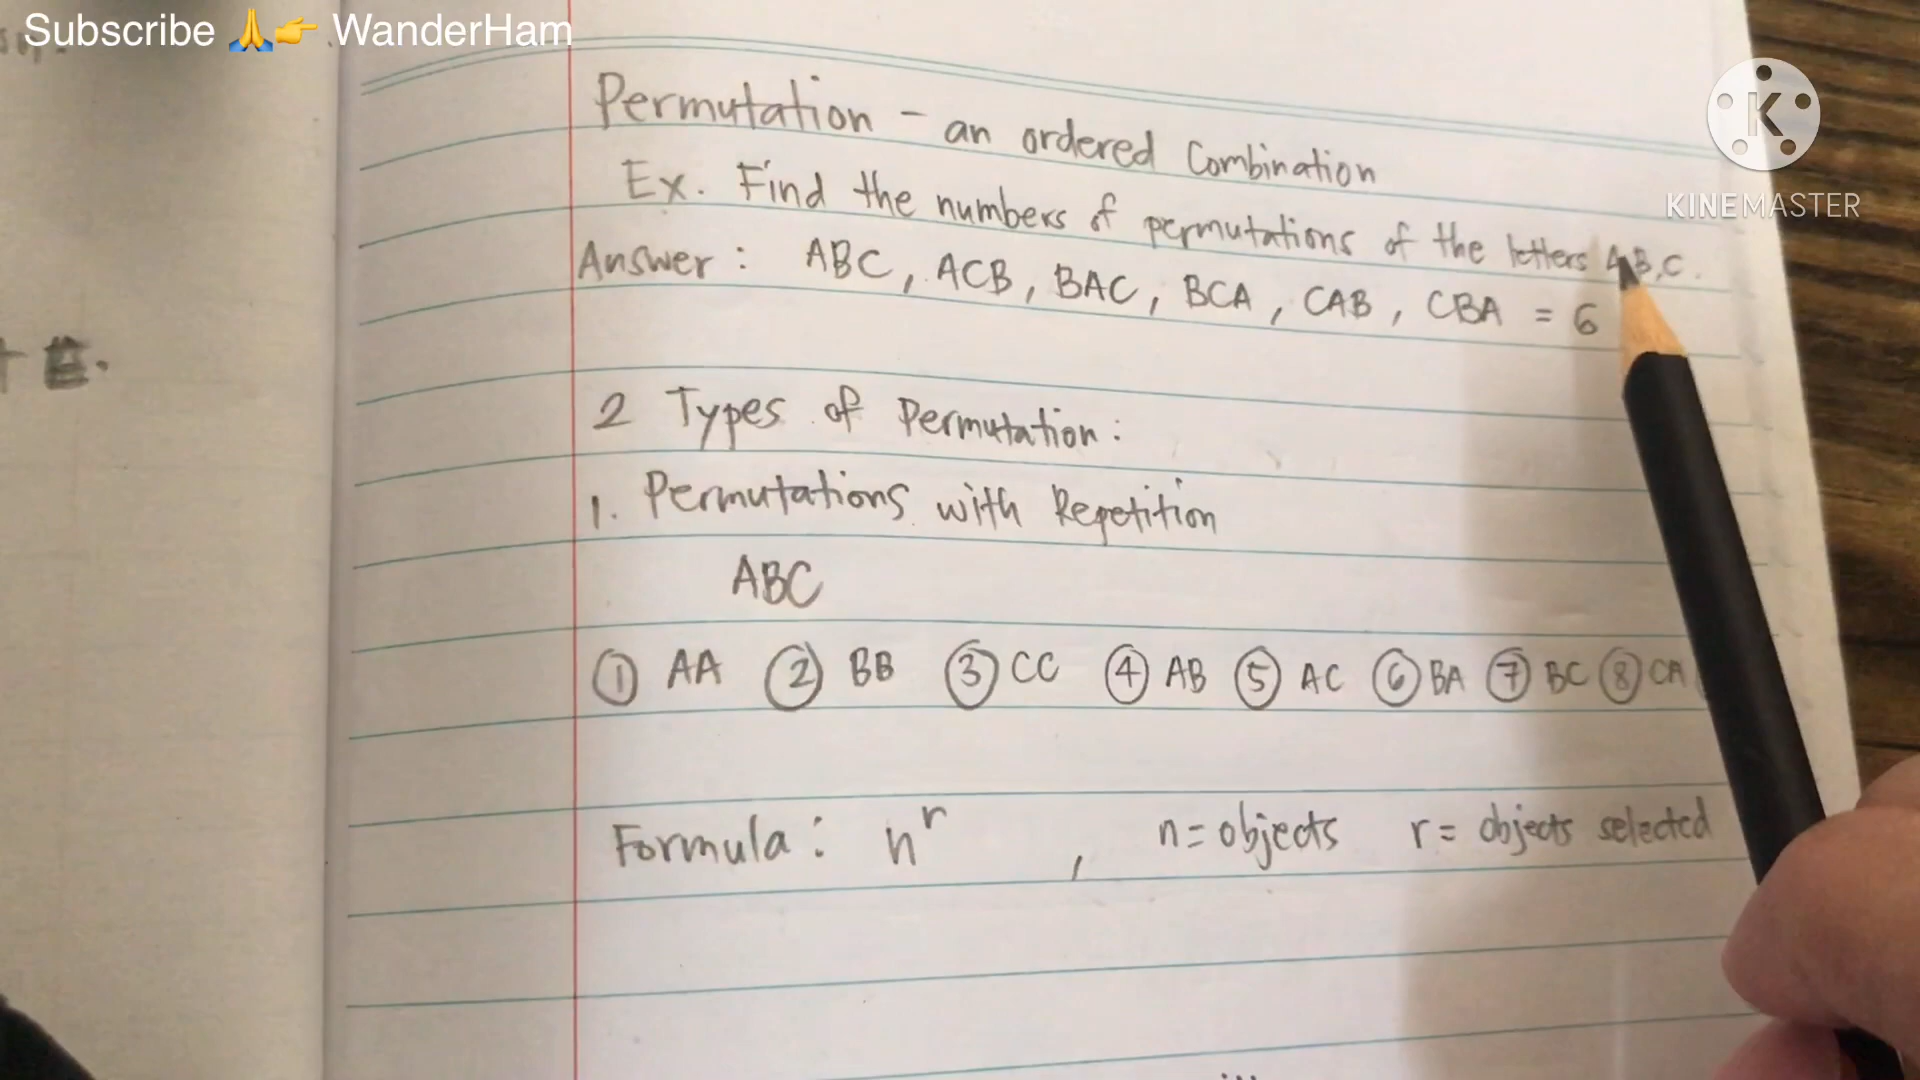 Subscribe 🙏👉 WanderHam
K
KINEMASTER
Permutation - an ordered Combination
Ex. Find the numbers of permutations of the letters A,B,C.
Answer: ABC, ACB, BAC, BCA, CAB, CBA = 6
2 Types of Permutation:
1. Permutations with Repetition
ABC
① AA ② BB ③ CC ④ AB ⑤ AC ⑥ BA ⑦ BC ⑧ CA
Formula: n^r , n= objects r= objects selected